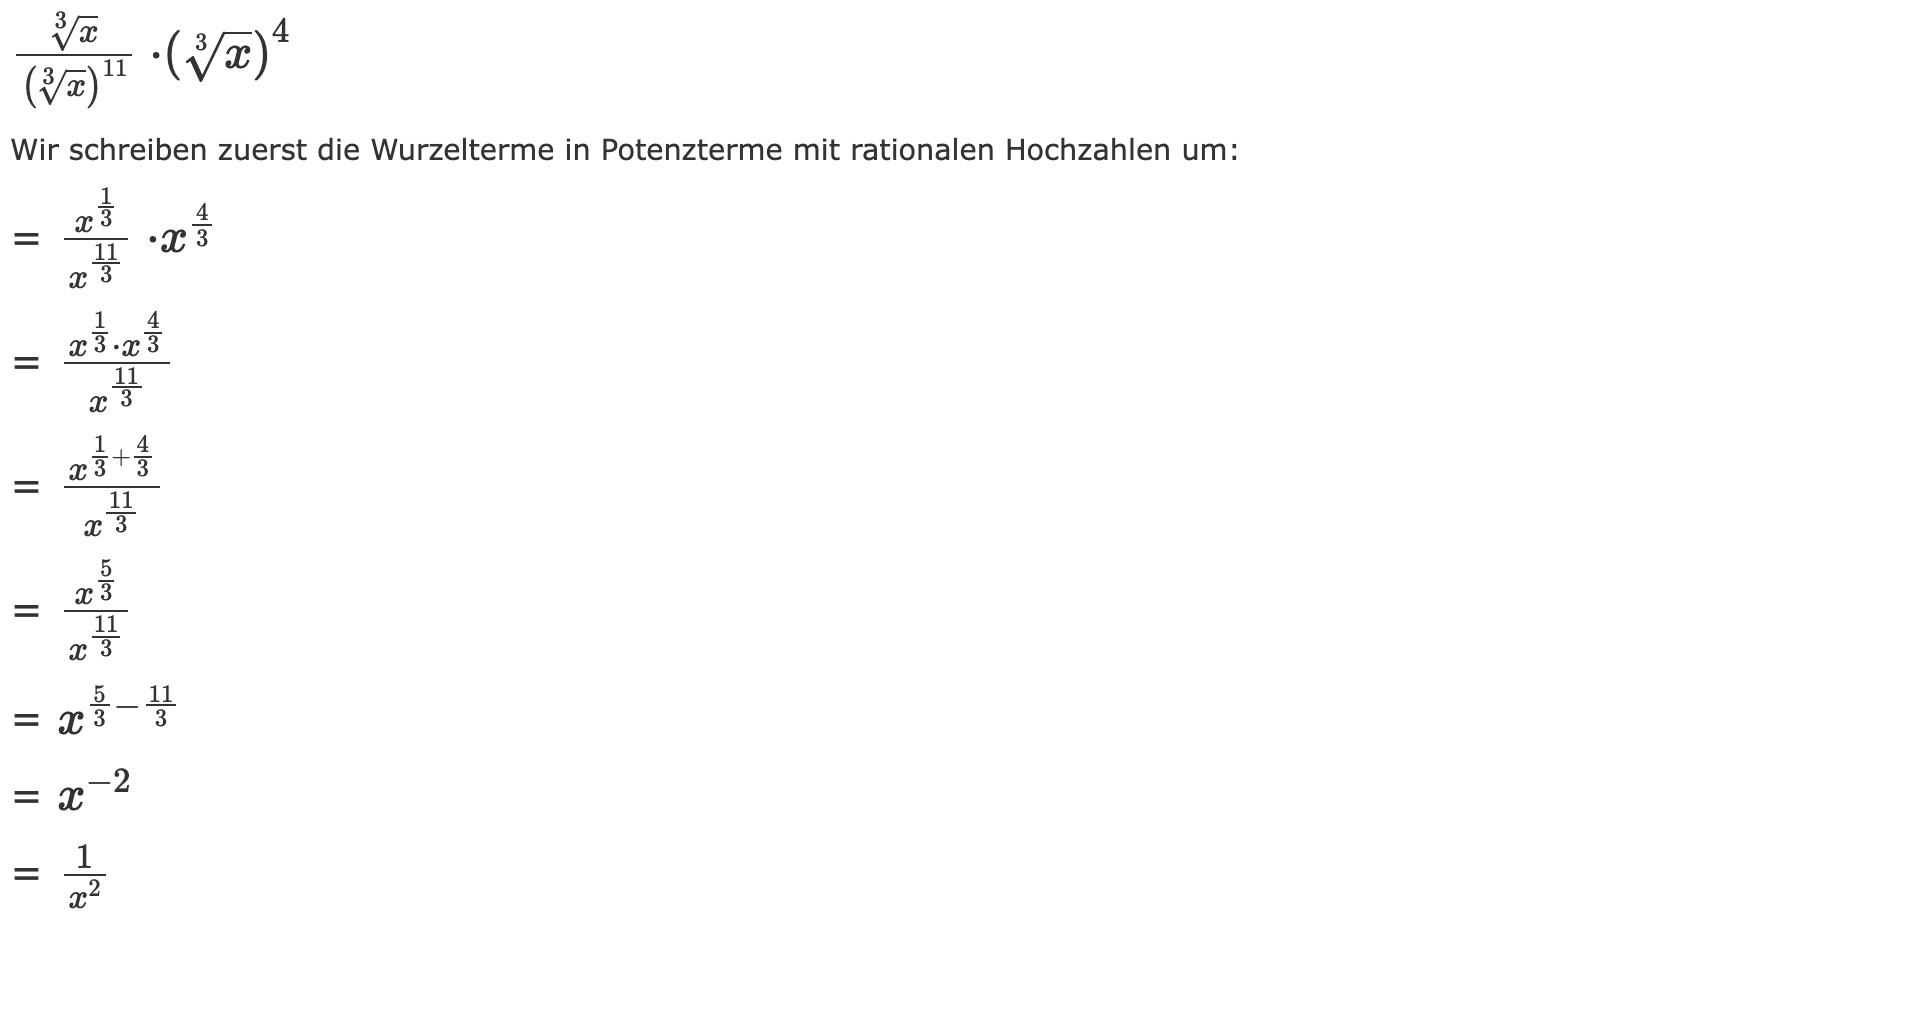 $\frac{\sqrt[3]{x}}{(\sqrt[3]{x})^{11}} \cdot (\sqrt[3]{x})^4$
Wir schreiben zuerst die Wurzelterme in Potenzterme mit rationalen Hochzahlen um:
$= \frac{x^{\frac{1}{3}}}{x^{\frac{11}{3}}} \cdot x^{\frac{4}{3}}$
$= \frac{x^{\frac{1}{3}} \cdot x^{\frac{4}{3}}}{x^{\frac{11}{3}}}$
$= \frac{x^{\frac{1}{3}+\frac{4}{3}}}{x^{\frac{11}{3}}}$
$= \frac{x^{\frac{5}{3}}}{x^{\frac{11}{3}}}$
$= x^{\frac{5}{3}-\frac{11}{3}}$
$= x^{-2}$
$= \frac{1}{x^2}$